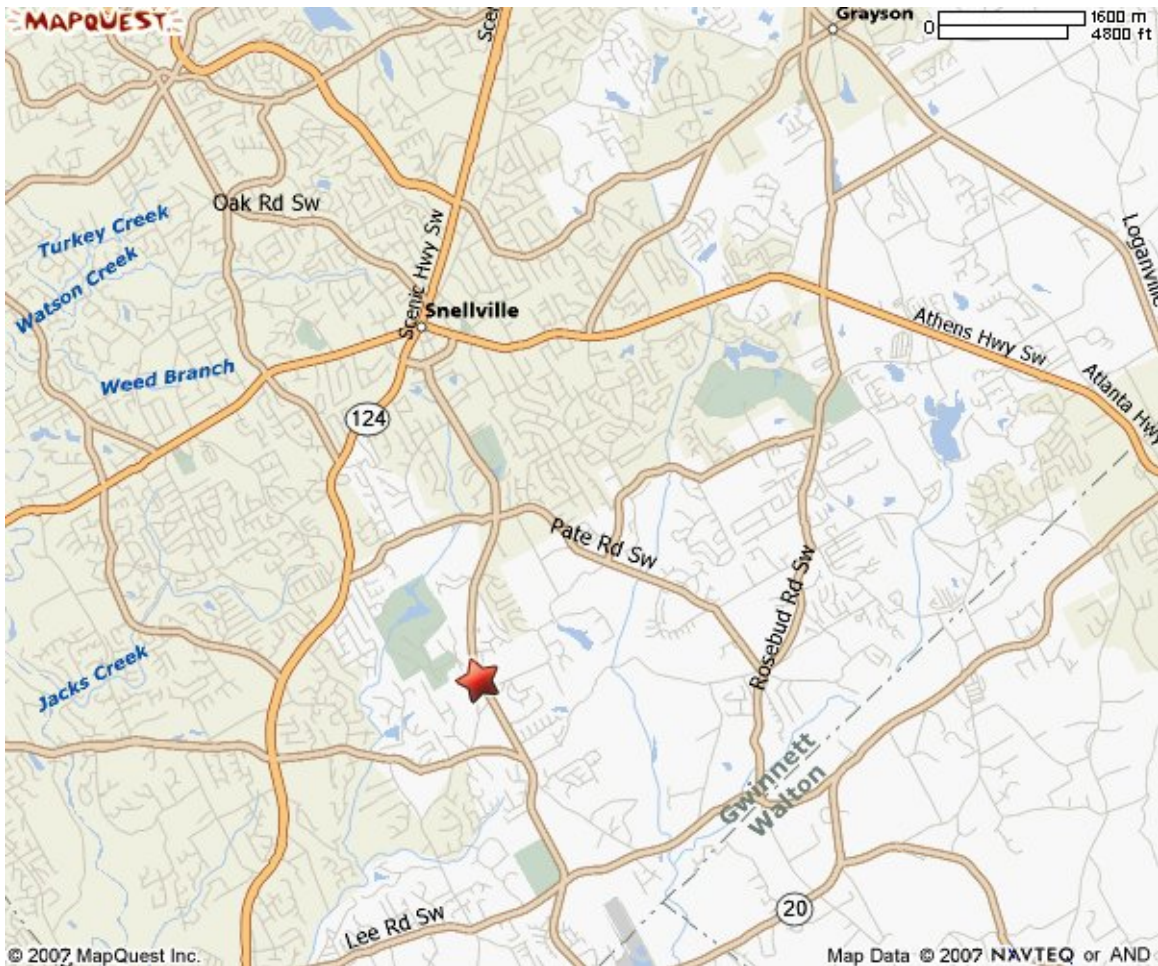 MAPQUEST
Grayson
0
1600 m
4800 ft
Scenic Hwy Sw
Oak Rd Sw
Turkey Creek
Watson Creek
Loganville
Snellville
Athens Hwy Sw
Weed Branch
Atlanta Hwy
124
Pate Rd Sw
Rosebud Rd Sw
Jacks Creek
Gwinnett
Walton
20
Lee Rd Sw
© 2007 MapQuest Inc.
Map Data © 2007 NAVTEQ or AND